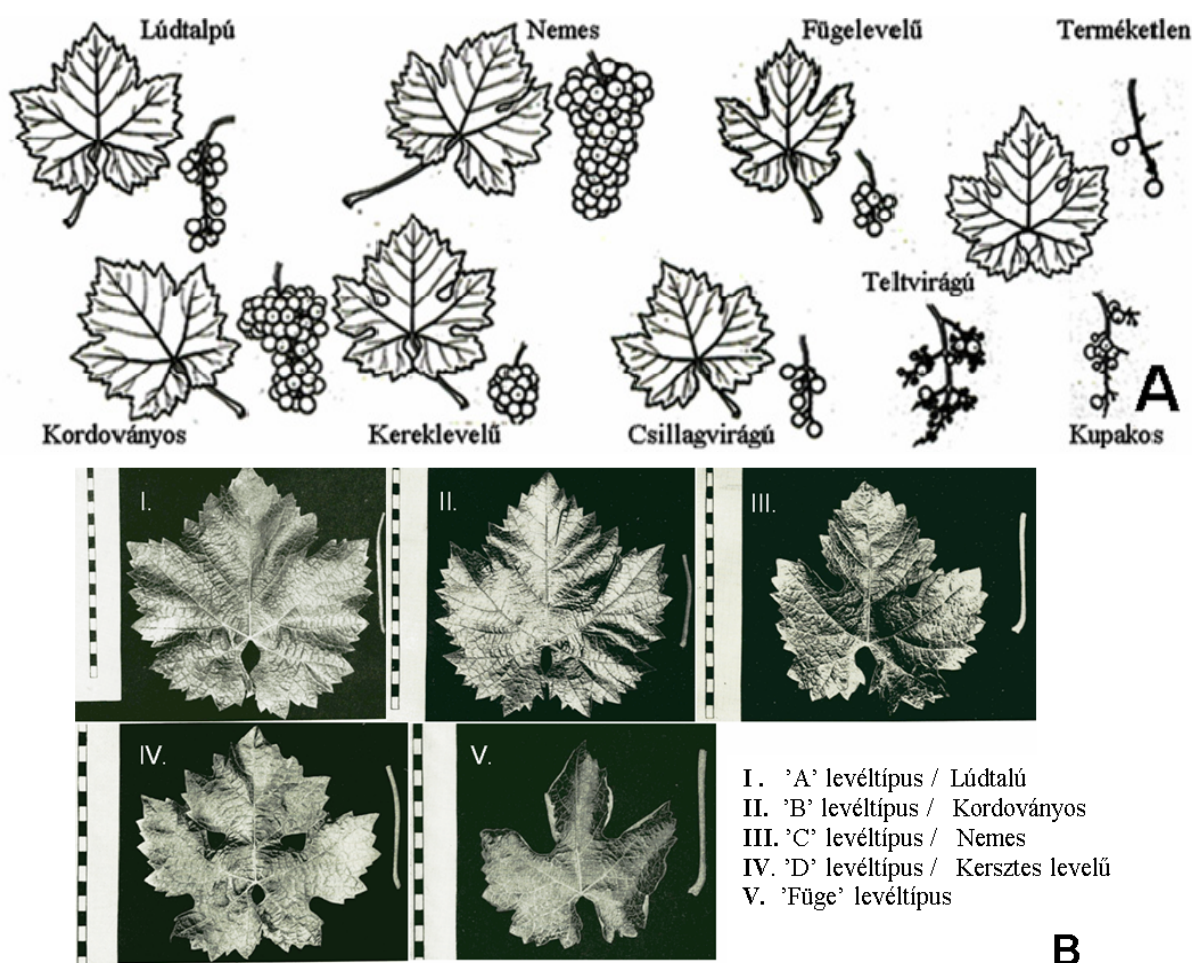 Lúdtalpú
Nemes
Fügelevelű
Terméketlen
Teltvirágú
Kordoványos
Kereklevelű
Csillagvirágú
Kupakos
A
I.
II.
III.
IV.
V.
I . 'A' levéltípus / Lúdtalú
II. 'B' levéltípus / Kordoványos
III. 'C' levéltípus / Nemes
IV. 'D' levéltípus / Kersztes levelű
V. 'Füge' levéltípus
B